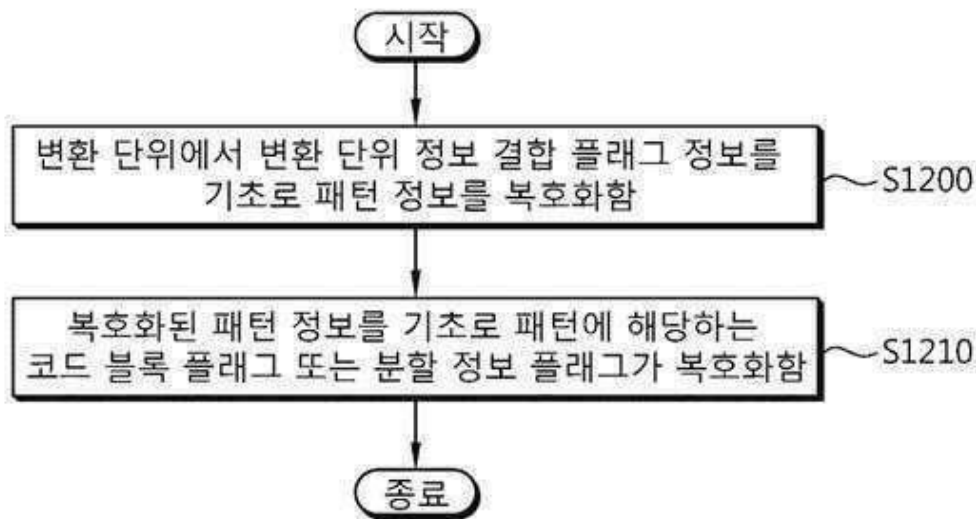 시작
변환 단위에서 변환 단위 정보 결합 플래그 정보를
기초로 패턴 정보를 복호화함
S1200
복호화된 패턴 정보를 기초로 패턴에 해당하는
코드 블록 플래그 또는 분할 정보 플래그가 복호화함
S1210
종료